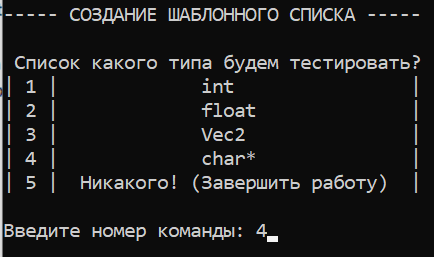 ----- СОЗДАНИЕ ШАБЛОННОГО СПИСКА -----
Список какого типа будем тестировать?
| 1 | int |
| 2 | float |
| 3 | Vec2 |
| 4 | char* |
| 5 | Никакого! (Завершить работу) |
Введите номер команды: 4_